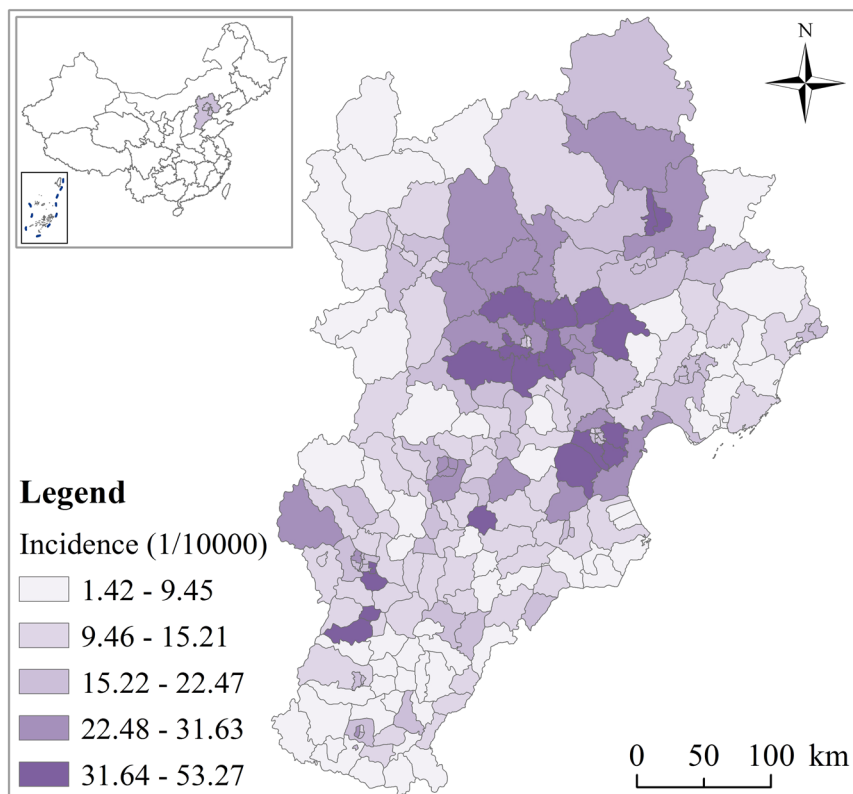 N
Legend
Incidence (1/10000)
1.42 - 9.45
9.46 - 15.21
15.22 - 22.47
22.48 - 31.63
31.64 - 53.27
0 50 100 km